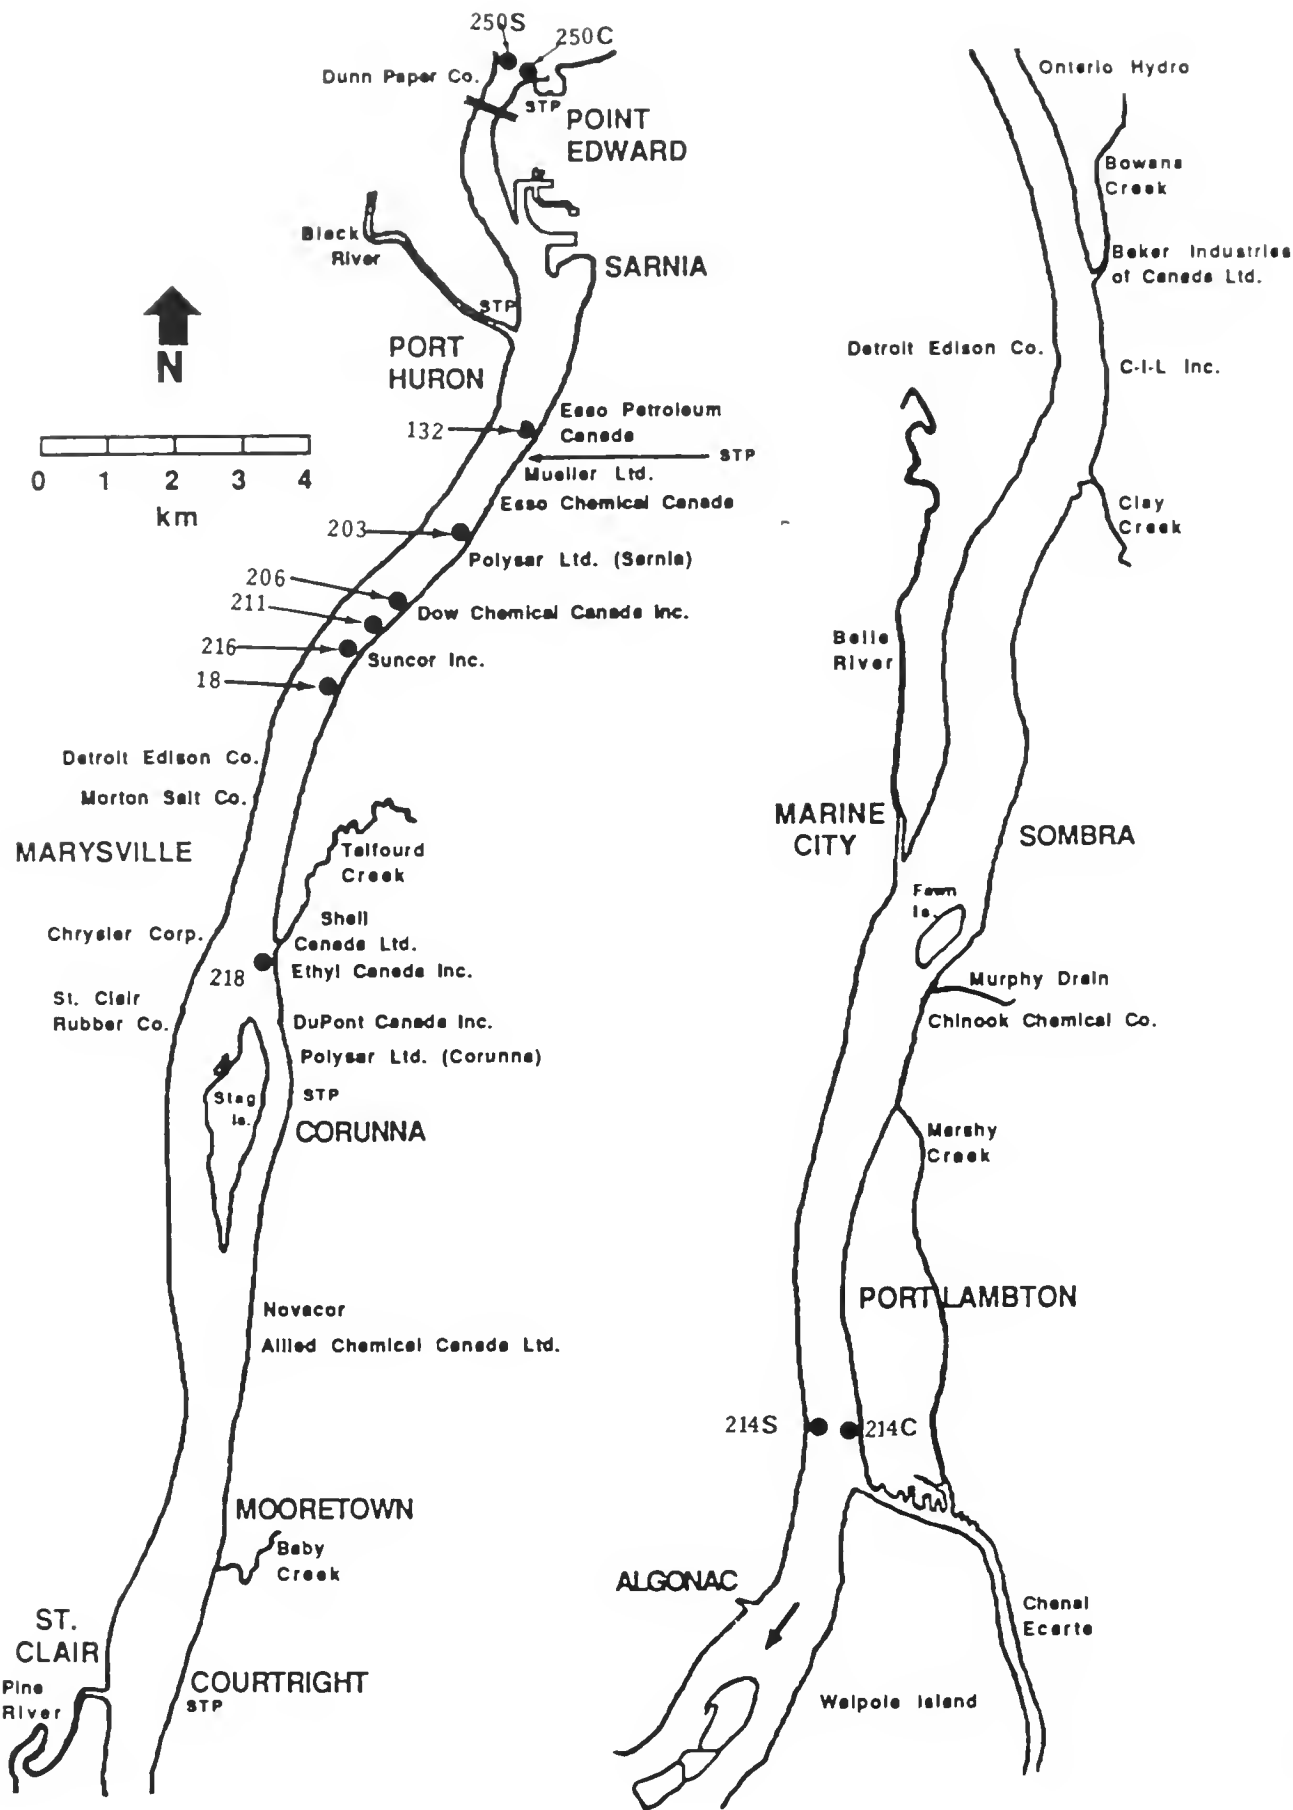 250S
250C
Dunn Paper Co.
STP
POINT
EDWARD
Black
River
SARNIA
STP
N
PORT
HURON
0 1 2 3 4
km
132
Esso Petroleum
Canada
STP
Mueller Ltd.
Esso Chemical Canada
203
Polysar Ltd. (Sarnia)
206
211
Dow Chemical Canada Inc.
216
Suncor Inc.
18
Detroit Edison Co.
Morton Salt Co.
MARYSVILLE
Talfourd
Creek
Shell
Canada Ltd.
Chrysler Corp.
218
Ethyl Canada Inc.
St. Clair
Rubber Co.
DuPont Canada Inc.
Polysar Ltd. (Corunna)
Stag
Is.
STP
CORUNNA
Novacor
Allied Chemical Canada Ltd.
MOORETOWN
Baby
Creek
ST.
CLAIR
Pine
River
COURTRIGHT
STP
Ontario Hydro
Bowens
Creek
Beker Industries
of Canada Ltd.
Detroit Edison Co.
C-I-L Inc.
Clay
Creek
Belle
River
MARINE
CITY
SOMBRA
Fawn
Is.
Murphy Drain
Chinook Chemical Co.
Marshy
Creek
PORT LAMBTON
214S
214C
ALGONAC
Chenal
Ecarte
Walpole Island